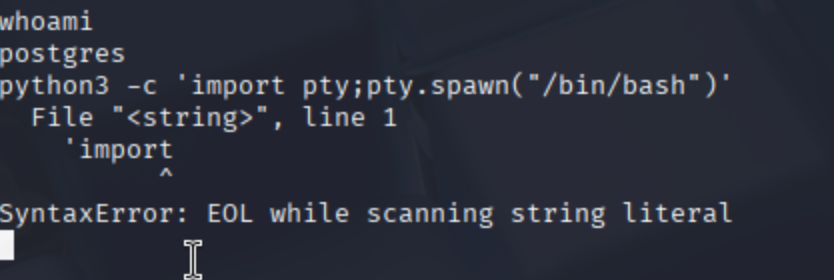 whoami
postgres
python3 -c 'import pty;pty.spawn("/bin/bash")'
  File "<string>", line 1
    'import
          ^
SyntaxError: EOL while scanning string literal